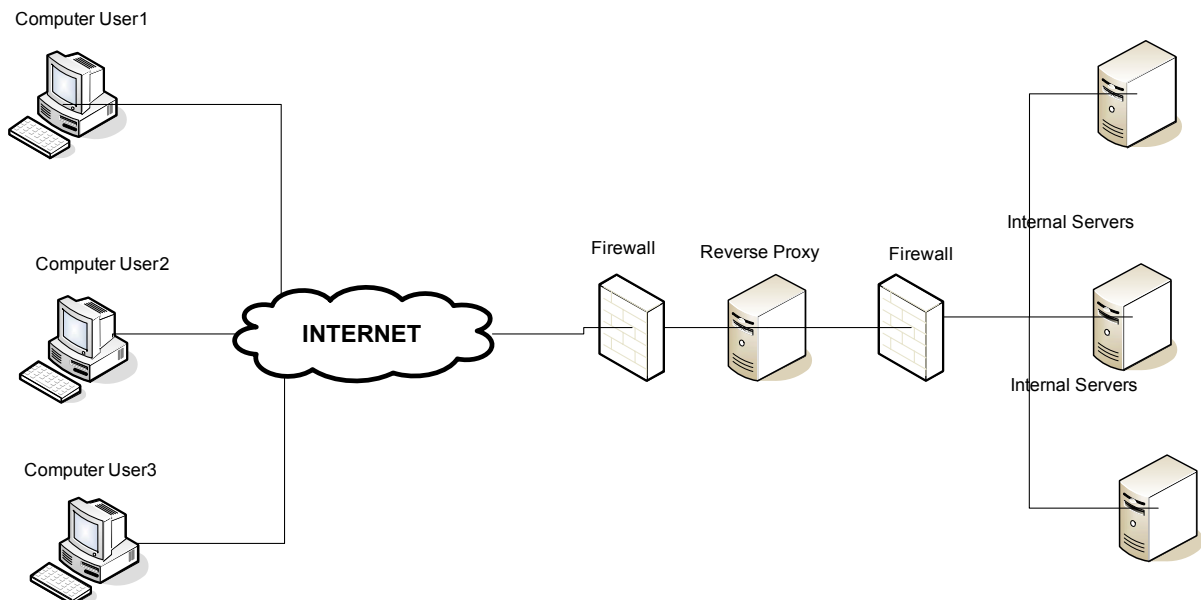 Computer User1
Computer User2
Computer User3
INTERNET
Firewall
Reverse Proxy
Firewall
Internal Servers
Internal Servers